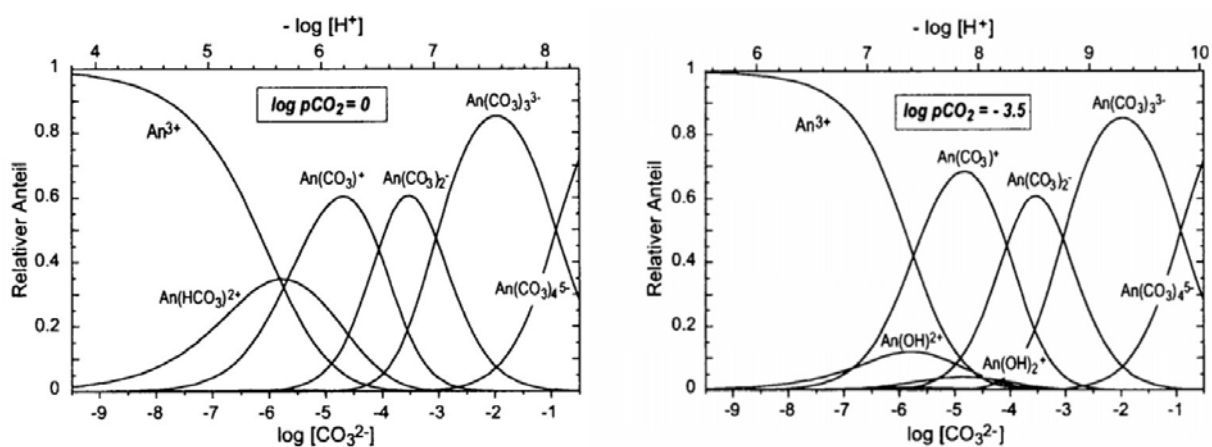 - log [H⁺]
4 5 6 7 8
1
0.8
0.6
0.4
0.2
0
Relativer Anteil
log pCO₂ = 0
An³⁺
An(HCO₃)²⁺
An(CO₃)⁺
An(CO₃)₂⁻
An(CO₃)₃³⁻
An(CO₃)₄⁵⁻
-9 -8 -7 -6 -5 -4 -3 -2 -1
log [CO₃²⁻]
- log [H⁺]
6 7 8 9 10
1
0.8
0.6
0.4
0.2
0
Relativer Anteil
log pCO₂ = - 3.5
An³⁺
An(CO₃)⁺
An(CO₃)₂⁻
An(CO₃)₃³⁻
An(OH)²⁺
An(OH)₂⁺
An(CO₃)₄⁵⁻
-9 -8 -7 -6 -5 -4 -3 -2 -1
log [CO₃²⁻]